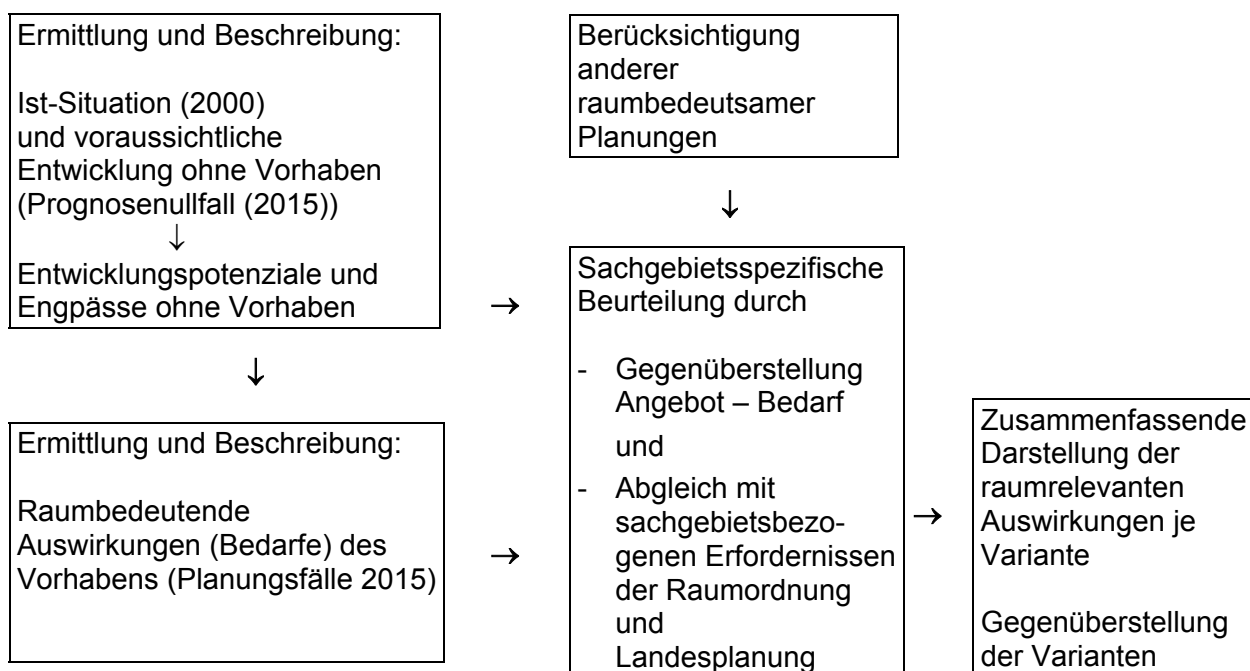 Ermittlung und Beschreibung:
Ist-Situation (2000)
und voraussichtliche
Entwicklung ohne Vorhaben
(Prognosenullfall (2015))
↓
Entwicklungspotenziale und
Engpässe ohne Vorhaben
↓
Ermittlung und Beschreibung:
Raumbedeutende
Auswirkungen (Bedarfe) des
Vorhabens (Planungsfälle 2015)
Berücksichtigung
anderer
raumbedeutsamer
Planungen
↓
→
→
Sachgebietsspezifische
Beurteilung durch
- Gegenüberstellung
Angebot – Bedarf
und
- Abgleich mit
sachgebietsbezo-
genen Erfordernissen
der Raumordnung
und
Landesplanung
→
Zusammenfassende
Darstellung der
raumrelevanten
Auswirkungen je
Variante
Gegenüberstellung
der Varianten